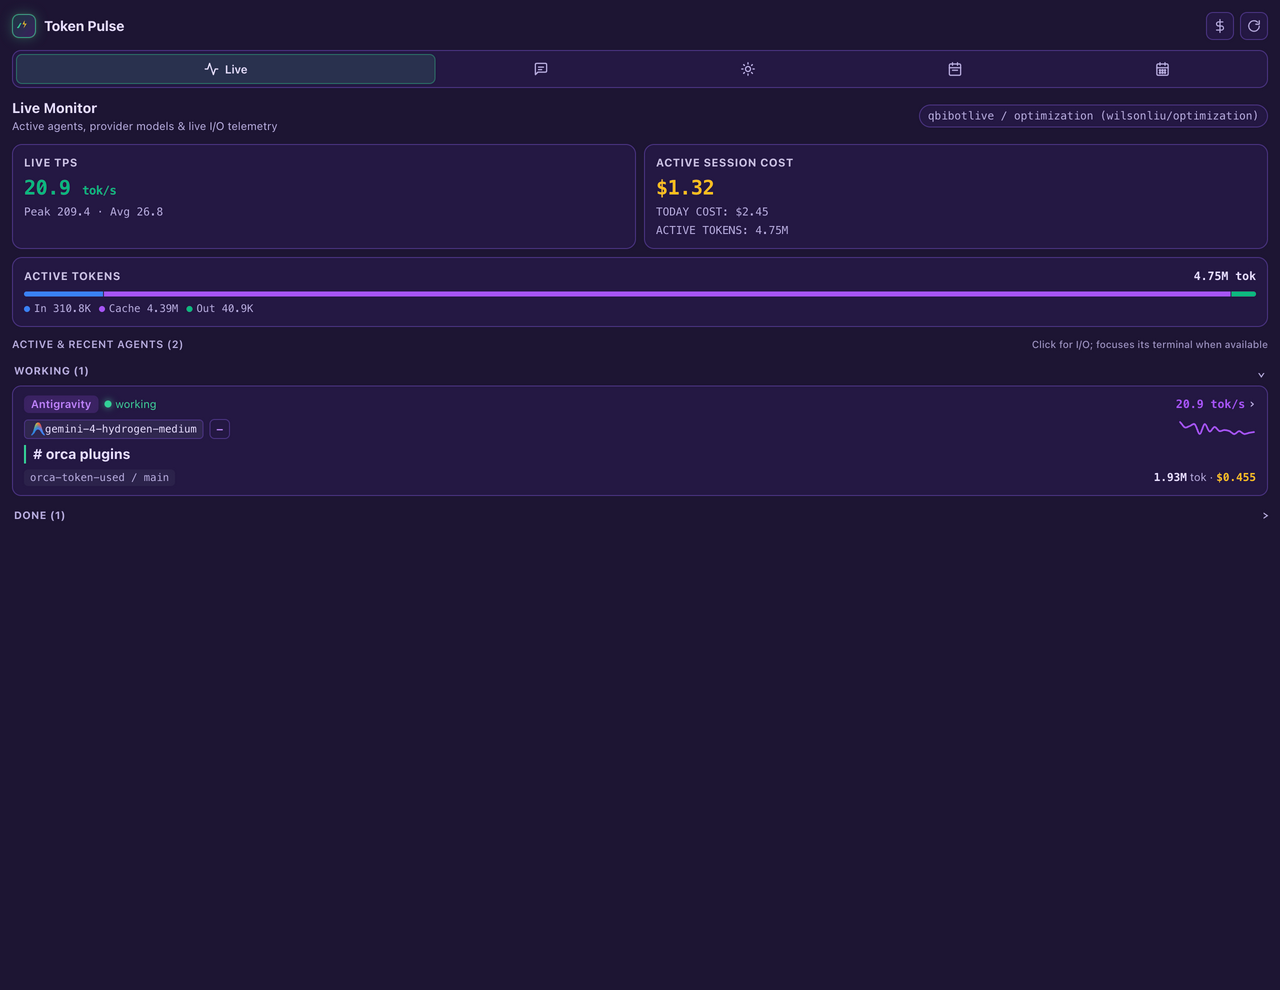 Token Pulse
Live
Live Monitor
Active agents, provider models & live I/O telemetry
qbibotlive / optimization (wilsonliu/optimization)
LIVE TPS
20.9 tok/s
Peak 209.4 · Avg 26.8
ACTIVE SESSION COST
$1.32
TODAY COST: $2.45
ACTIVE TOKENS: 4.75M
ACTIVE TOKENS
4.75M tok
In 310.8K Cache 4.39M Out 40.9K
ACTIVE & RECENT AGENTS (2)
Click for I/O; focuses its terminal when available
WORKING (1)
Antigravity working
20.9 tok/s ›
gemini-4-hydrogen-medium —
# orca plugins
orca-token-used / main
1.93M tok · $0.455
DONE (1)